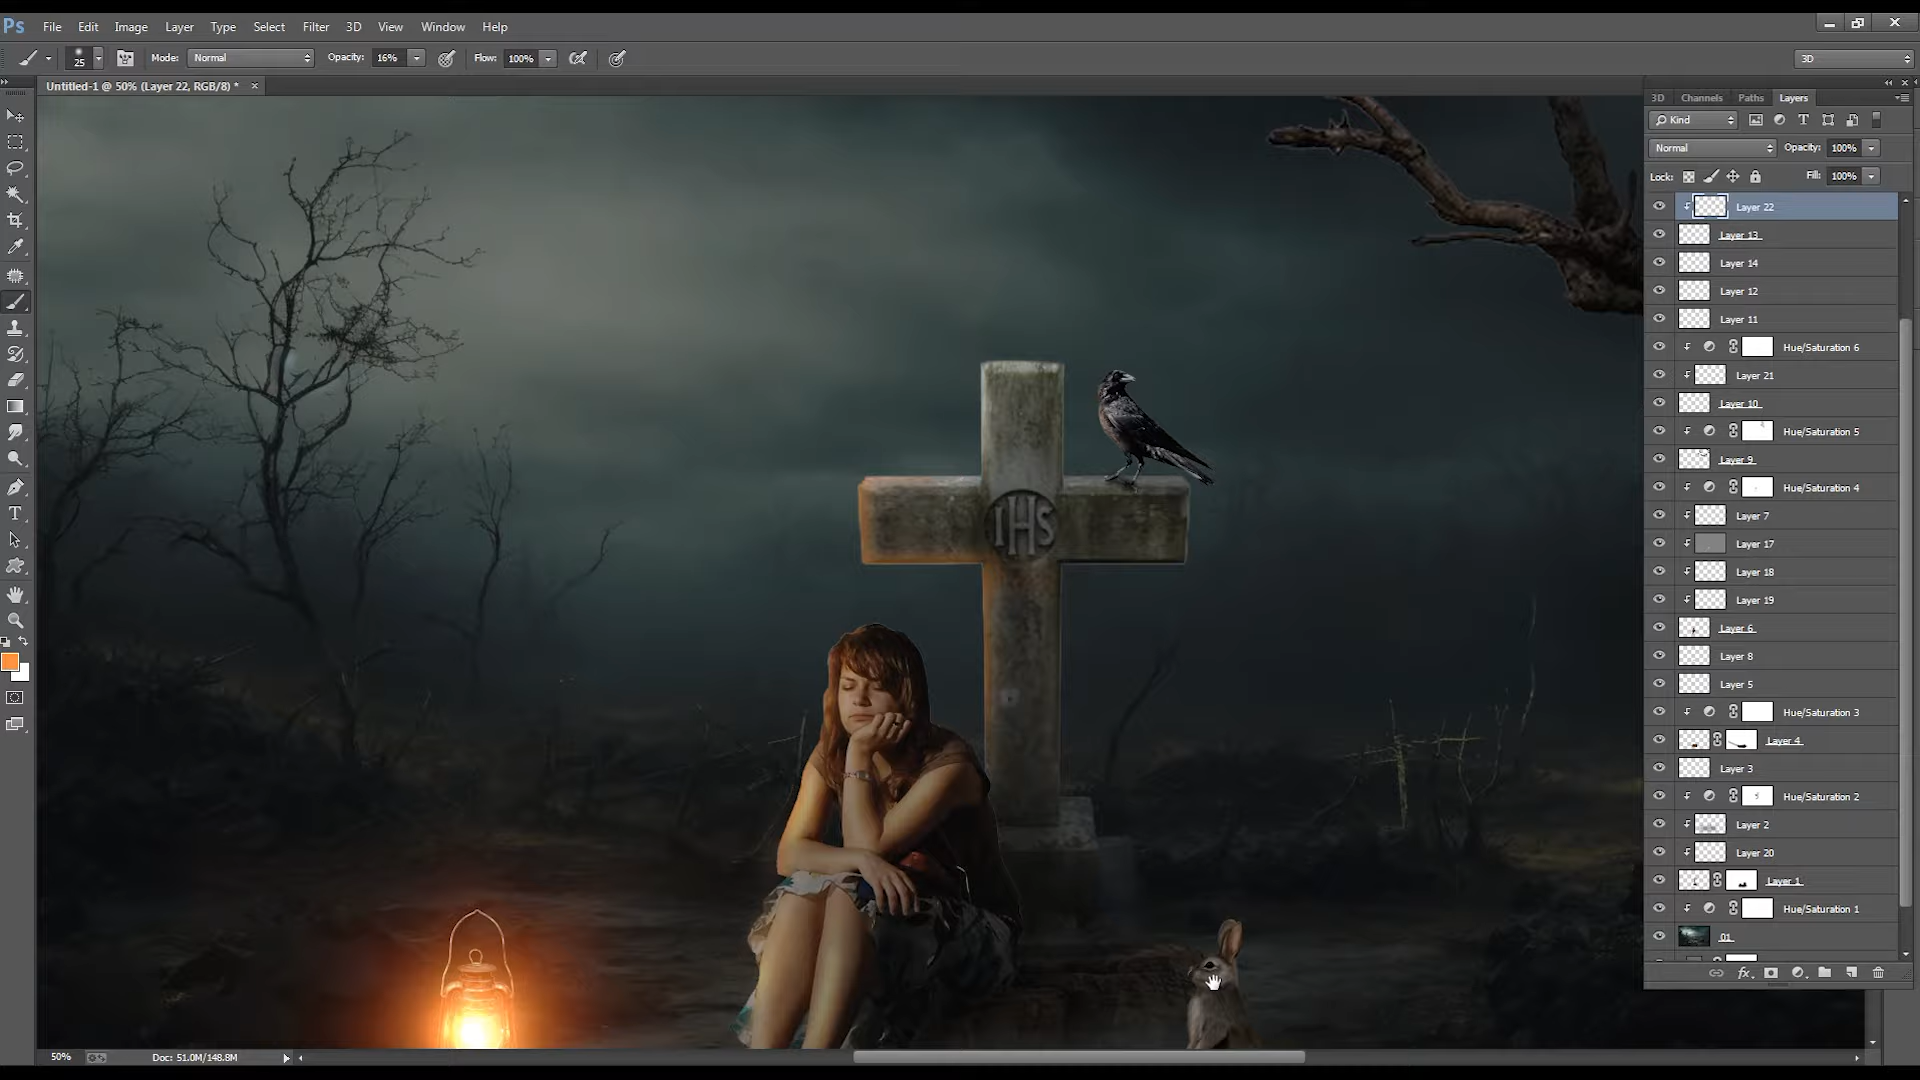 Ps File Edit Image Layer Type Select Filter 3D View Window Help
25 Mode: Normal Opacity: 16% Flow: 100% 3D
Untitled-1 @ 50% (Layer 22, RGB/8) *
3D Channels Paths Layers
Kind
Normal Opacity: 100%
Lock: Fill: 100%
Layer 22
Layer 13
Layer 14
Layer 12
Layer 11
Hue/Saturation 6
Layer 21
Layer 10
Hue/Saturation 5
Layer 9
Hue/Saturation 4
Layer 7
Layer 17
Layer 18
Layer 19
Layer 6
Layer 8
Layer 5
Hue/Saturation 3
Layer 4
Layer 3
Hue/Saturation 2
Layer 2
Layer 20
Layer 1
Hue/Saturation 1
01
IHS
50% Doc: 51.0M/148.8M